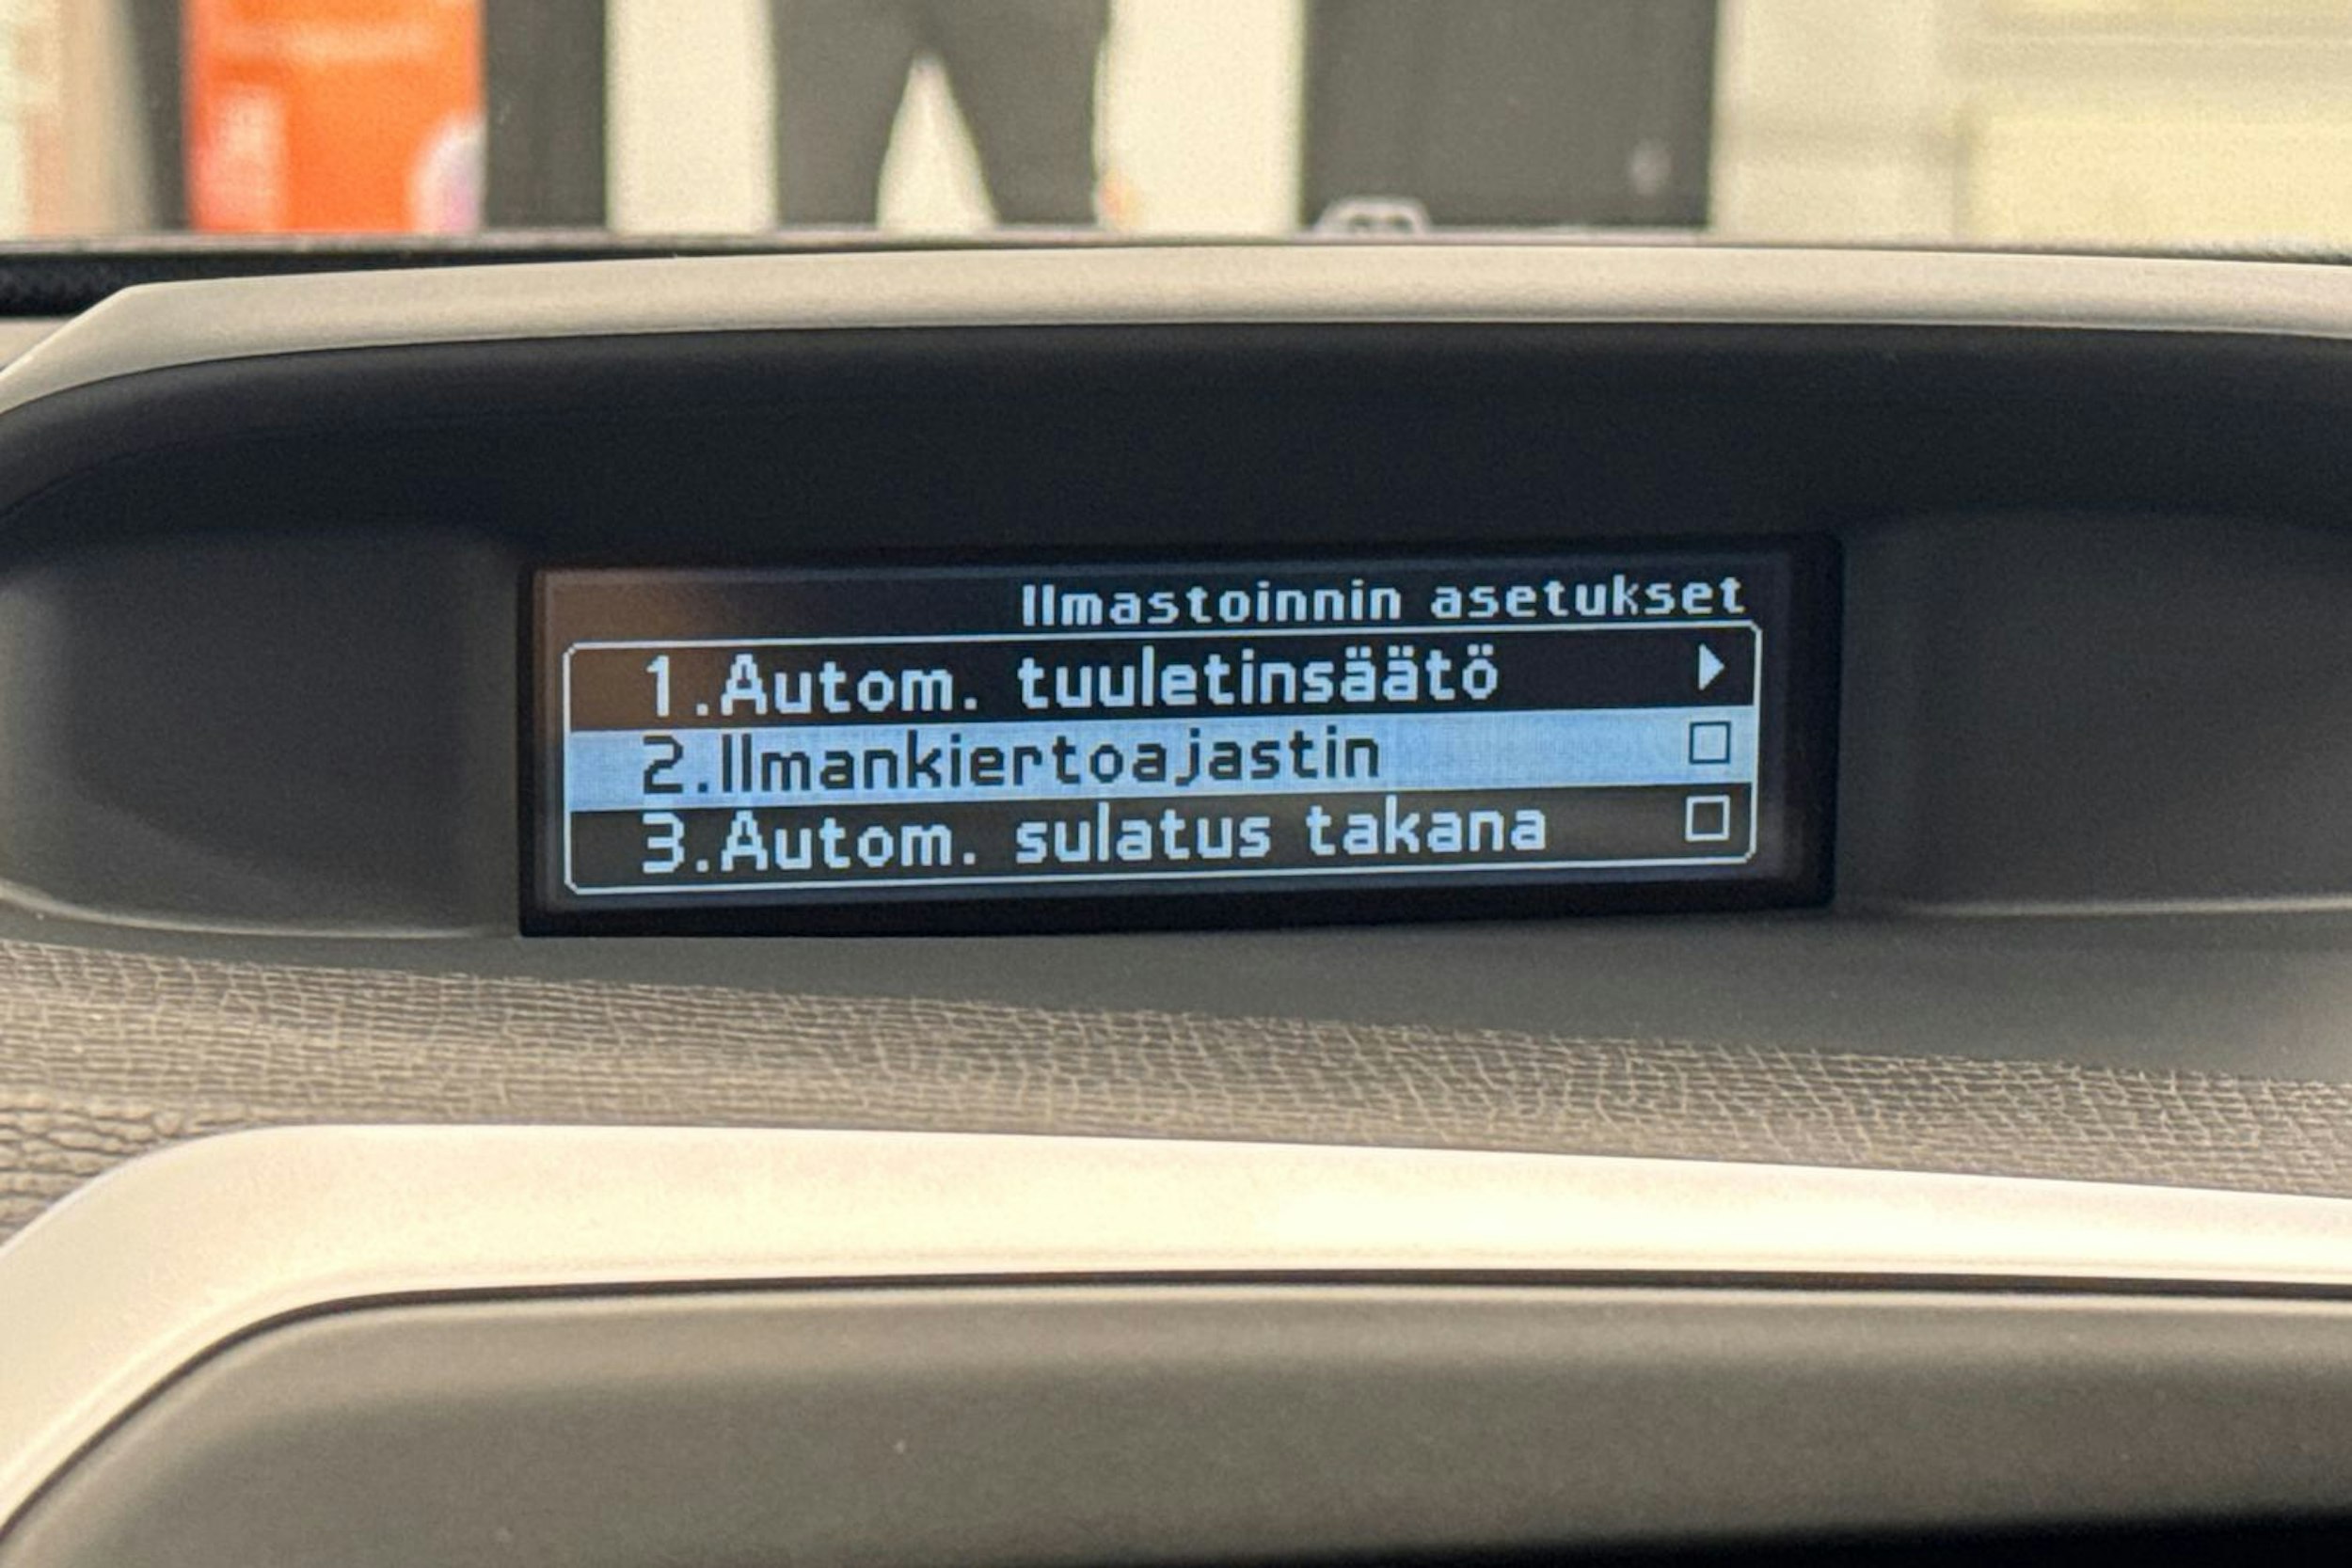 Ilmastoinnin asetukset
1.Autom. tuuletinsäätö
2.Ilmankiertoajastin
3.Autom. sulatus takana